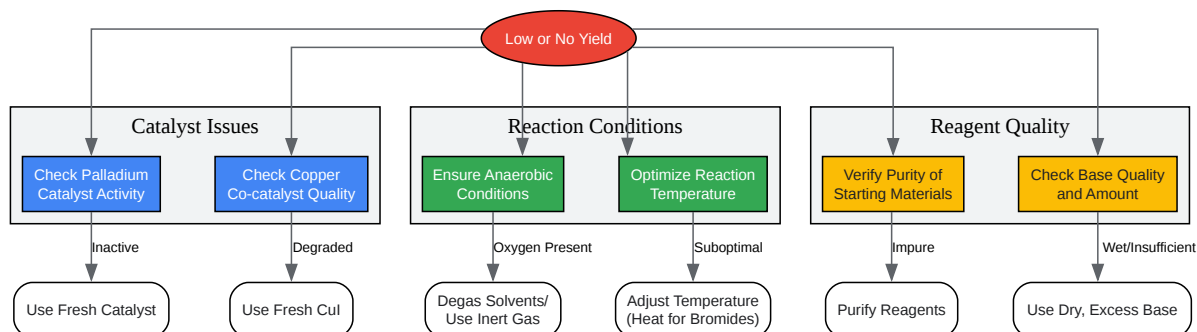 Low or No Yield
Catalyst Issues
Reaction Conditions
Reagent Quality
Check Palladium
Catalyst Activity
Check Copper
Co-catalyst Quality
Ensure Anaerobic
Conditions
Optimize Reaction
Temperature
Verify Purity of
Starting Materials
Check Base Quality
and Amount
Inactive
Degraded
Oxygen Present
Suboptimal
Impure
Wet/Insufficient
Use Fresh Catalyst
Use Fresh CuI
Degas Solvents/
Use Inert Gas
Adjust Temperature
(Heat for Bromides)
Purify Reagents
Use Dry, Excess Base